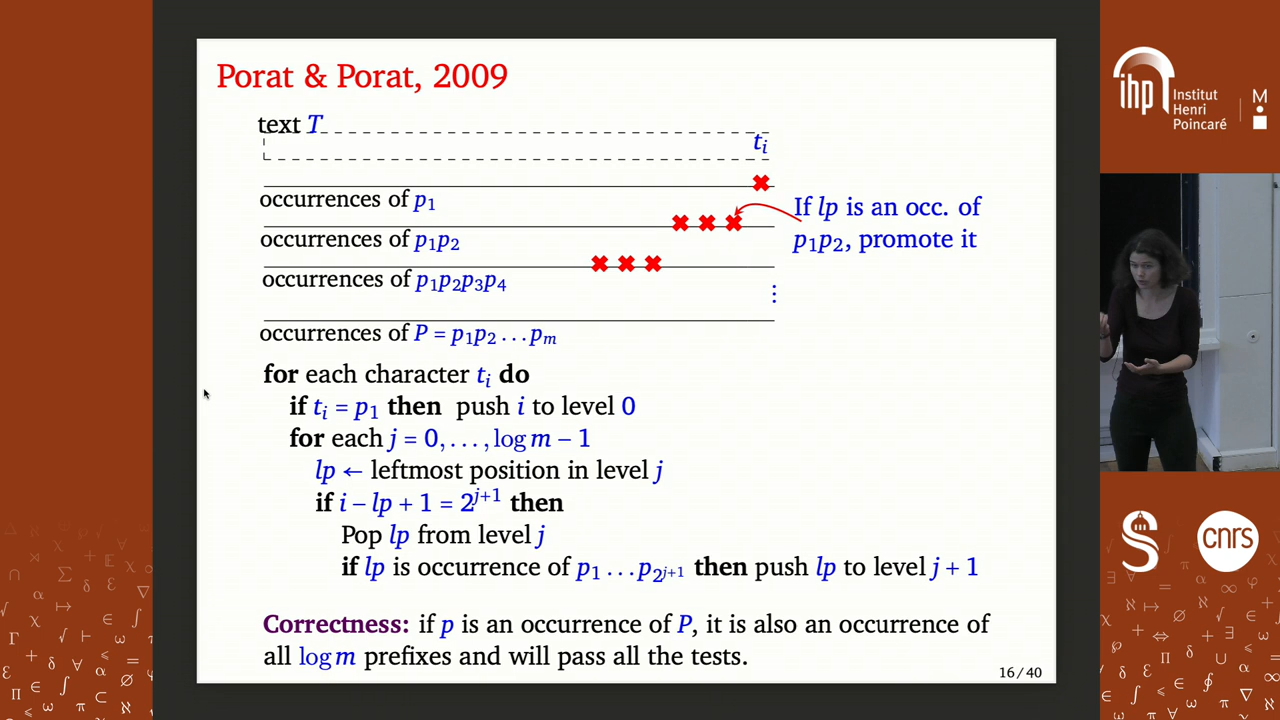 Porat & Porat, 2009
text T
t_i
occurrences of p_1
If lp is an occ. of
p_1p_2, promote it
occurrences of p_1p_2
occurrences of p_1p_2p_3p_4
⋮
occurrences of P = p_1p_2 … p_m
for each character t_i do
if t_i = p_1 then push i to level 0
for each j = 0, …, log m − 1
lp ← leftmost position in level j
if i − lp + 1 = 2^{j+1} then
Pop lp from level j
if lp is occurrence of p_1 … p_{2^{j+1}} then push lp to level j + 1
Correctness: if p is an occurrence of P, it is also an occurrence of
all log m prefixes and will pass all the tests.
16/40
ihp
Institut
Henri
Poincaré
M
S
cnrs